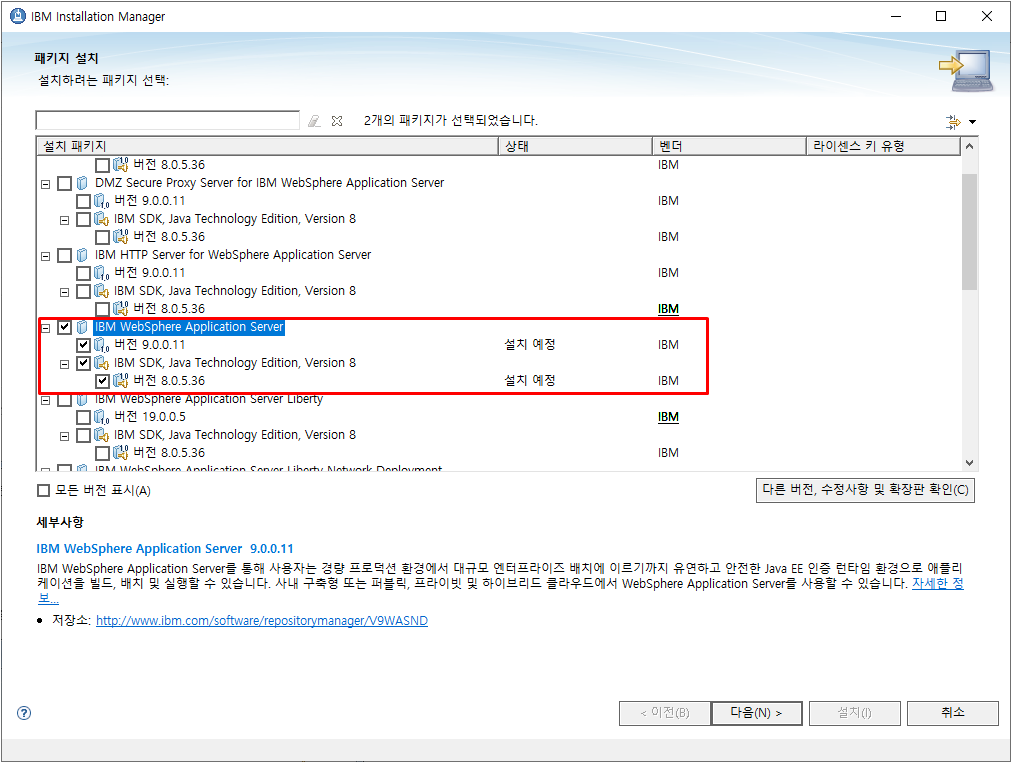 IBM Installation Manager
패키지 설치
설치하려는 패키지 선택:
2개의 패키지가 선택되었습니다.
설치 패키지 상태 벤더 라이센스 키 유형
버전 8.0.5.36 IBM
DMZ Secure Proxy Server for IBM WebSphere Application Server
버전 9.0.0.11 IBM
IBM SDK, Java Technology Edition, Version 8
버전 8.0.5.36 IBM
IBM HTTP Server for WebSphere Application Server
버전 9.0.0.11 IBM
IBM SDK, Java Technology Edition, Version 8
버전 8.0.5.36 IBM
IBM WebSphere Application Server
버전 9.0.0.11 설치 예정 IBM
IBM SDK, Java Technology Edition, Version 8
버전 8.0.5.36 설치 예정 IBM
IBM WebSphere Application Server Liberty
버전 19.0.0.5 IBM
IBM SDK, Java Technology Edition, Version 8
버전 8.0.5.36 IBM
IBM WebSphere Application Server Liberty Network Deployment
모든 버전 표시(A) 다른 버전, 수정사항 및 확장판 확인(C)
세부사항
IBM WebSphere Application Server 9.0.0.11
IBM WebSphere Application Server를 통해 사용자는 경량 프로덕션 환경에서 대규모 엔터프라이즈 배치에 이르기까지 유연하고 안전한 Java EE 인증 런타임 환경으로 애플리
케이션을 빌드, 배치 및 실행할 수 있습니다. 사내 구축형 또는 퍼블릭, 프라이빗 및 하이브리드 클라우드에서 WebSphere Application Server를 사용할 수 있습니다. 자세한 정
보...
• 저장소: http://www.ibm.com/software/repositorymanager/V9WASND
< 이전(B) 다음(N) > 설치(I) 취소